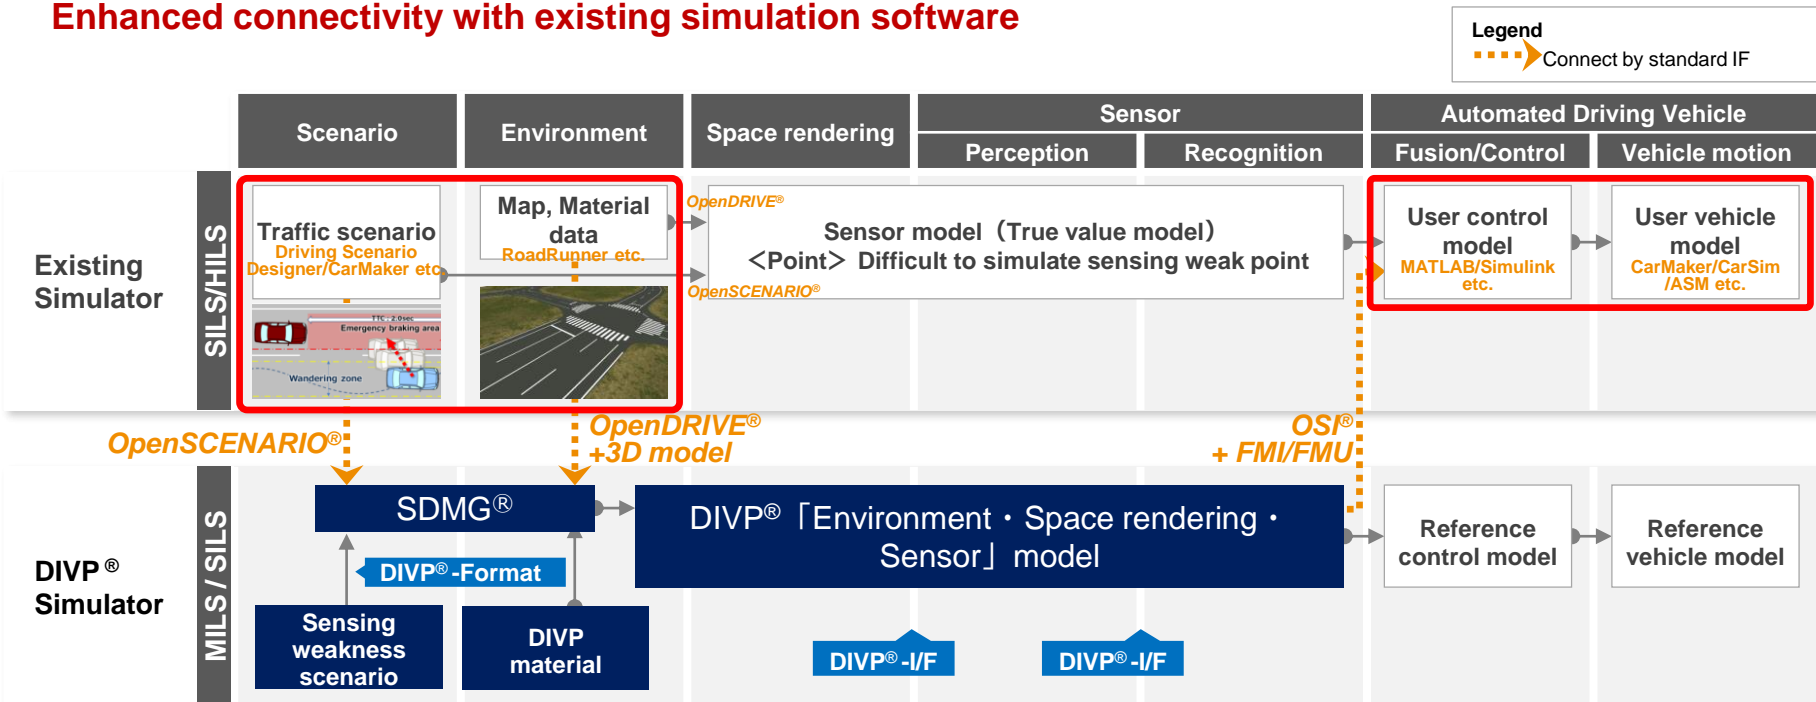 Enhanced connectivity with existing simulation software
Legend
Connect by standard IF
Scenario
Environment
Space rendering
Sensor
Perception
Recognition
Automated Driving Vehicle
Fusion/Control
Vehicle motion
Existing
Simulator
SILS/HILS
Traffic scenario
Driving Scenario
Designer/CarMaker etc.
Map, Material
data
RoadRunner etc.
OpenDRIVE®
OpenSCENARIO®
Sensor model（True value model）
＜Point＞ Difficult to simulate sensing weak point
User control
model
MATLAB/Simulink
etc.
User vehicle
model
CarMaker/CarSim
/ASM etc.
TTC : 2.0sec
Emergency braking area
Wandering zone
OpenSCENARIO®
OpenDRIVE®
+3D model
OSI®
+ FMI/FMU
DIVP ®
Simulator
MILS / SILS
SDMG®
DIVP®「Environment・Space rendering・
Sensor」model
Reference
control model
Reference
vehicle model
DIVP®-Format
Sensing
weakness
scenario
DIVP
material
DIVP®-I/F
DIVP®-I/F